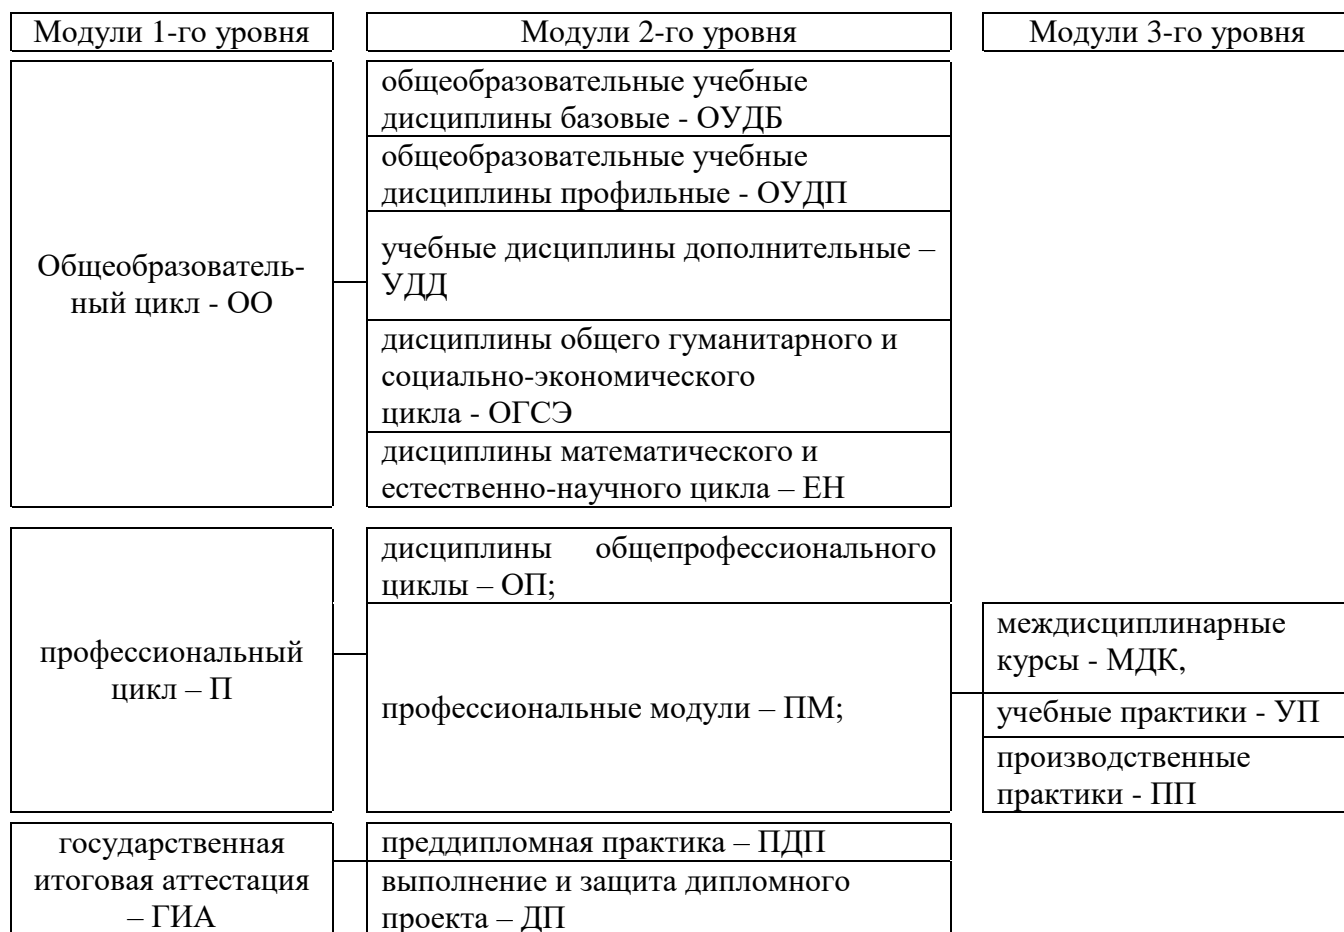 Модули 1-го уровня
Модули 2-го уровня
Модули 3-го уровня
Общеобразователь-
ный цикл - ОО
общеобразовательные учебные
дисциплины базовые - ОУДБ
общеобразовательные учебные
дисциплины профильные - ОУДП
учебные дисциплины дополнительные –
УДД
дисциплины общего гуманитарного и
социально-экономического
цикла - ОГСЭ
дисциплины математического и
естественно-научного цикла – ЕН
профессиональный
цикл – П
дисциплины общепрофессионального
циклы – ОП;
профессиональные модули – ПМ;
междисциплинарные
курсы - МДК,
учебные практики - УП
производственные
практики - ПП
государственная
итоговая аттестация
– ГИА
преддипломная практика – ПДП
выполнение и защита дипломного
проекта – ДП